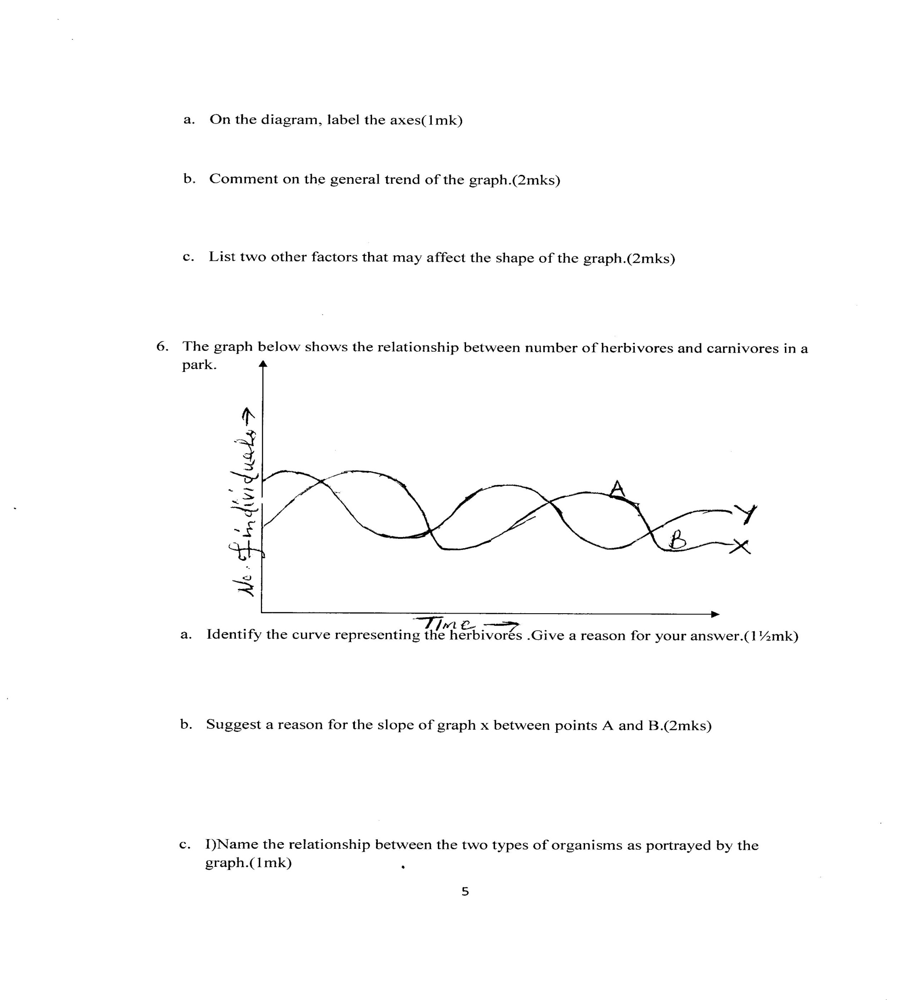 a. On the diagram, label the axes(1mk)
b. Comment on the general trend of the graph.(2mks)
c. List two other factors that may affect the shape of the graph.(2mks)
6. The graph below shows the relationship between number of herbivores and carnivores in a
park.
No. of individuals →
A
Y
B
X
Time →
a. Identify the curve representing the herbivores .Give a reason for your answer.(1½mk)
b. Suggest a reason for the slope of graph x between points A and B.(2mks)
c. I)Name the relationship between the two types of organisms as portrayed by the
graph.(1mk)
5